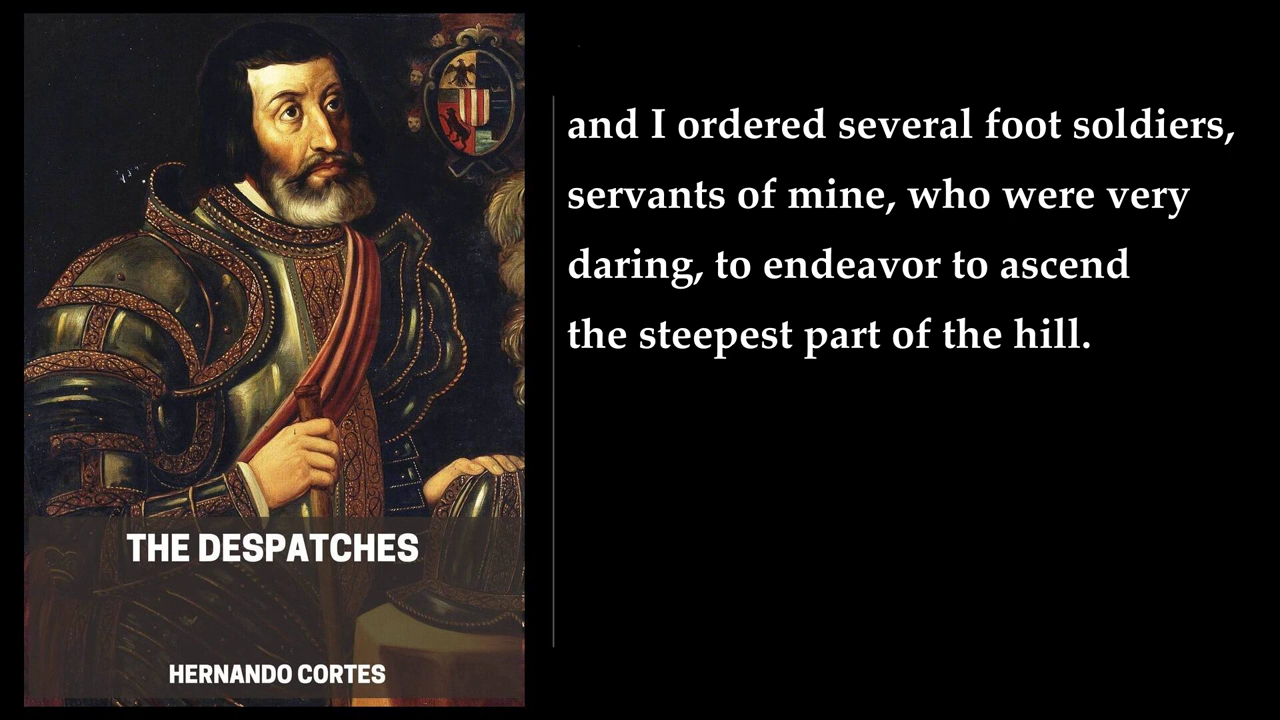 and I ordered several foot soldiers,
servants of mine, who were very
daring, to endeavor to ascend
the steepest part of the hill.
THE DESPATCHES
HERNANDO CORTES